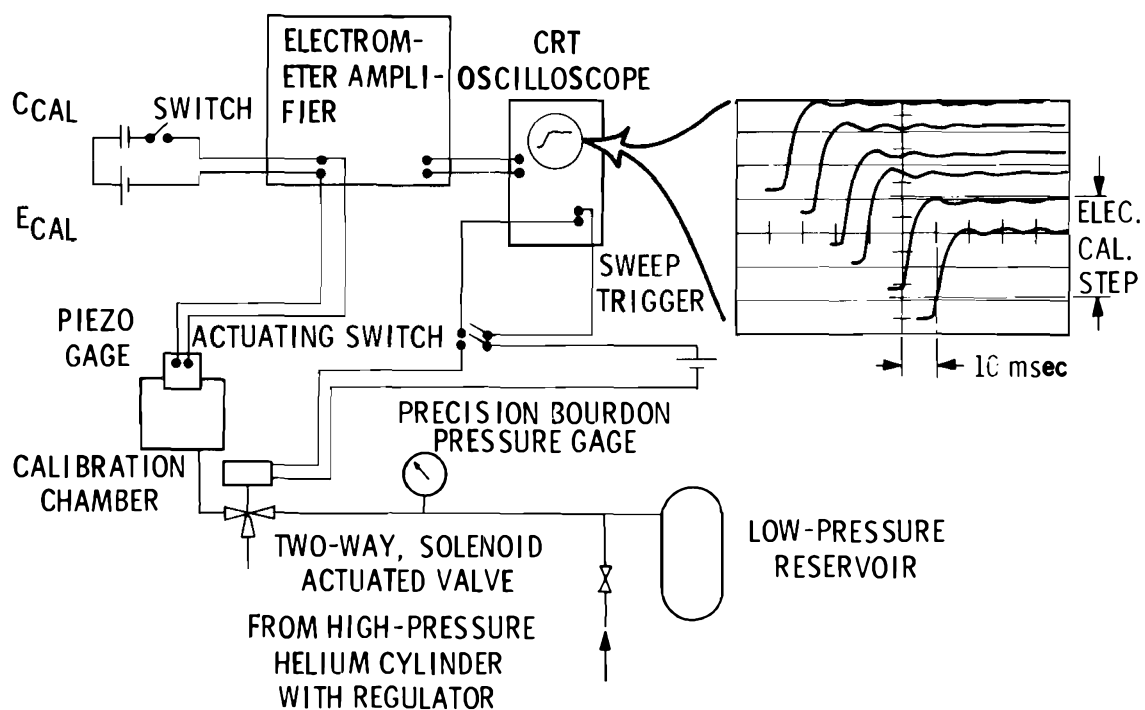 ELECTROM-
ETER AMPLI-
FIER
CRT
OSCILLOSCOPE
CCAL
SWITCH
ECAL
ELEC.
CAL.
STEP
10 msec
SWEEP
TRIGGER
PIEZO
GAGE
ACTUATING SWITCH
PRECISION BOURDON
PRESSURE GAGE
CALIBRATION
CHAMBER
TWO-WAY, SOLENOID
ACTUATED VALVE
LOW-PRESSURE
RESERVOIR
FROM HIGH-PRESSURE
HELIUM CYLINDER
WITH REGULATOR